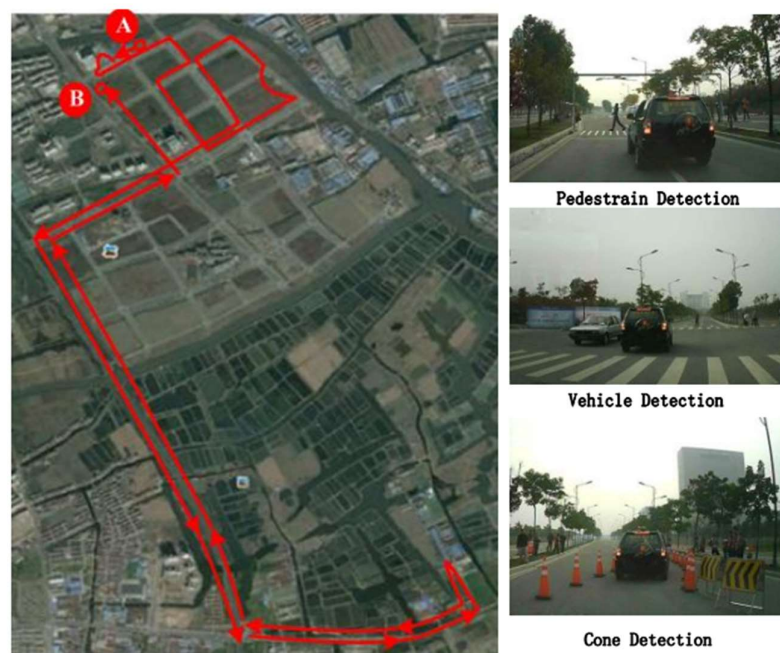 A
B
Pedestrain Detection
Vehicle Detection
Cone Detection